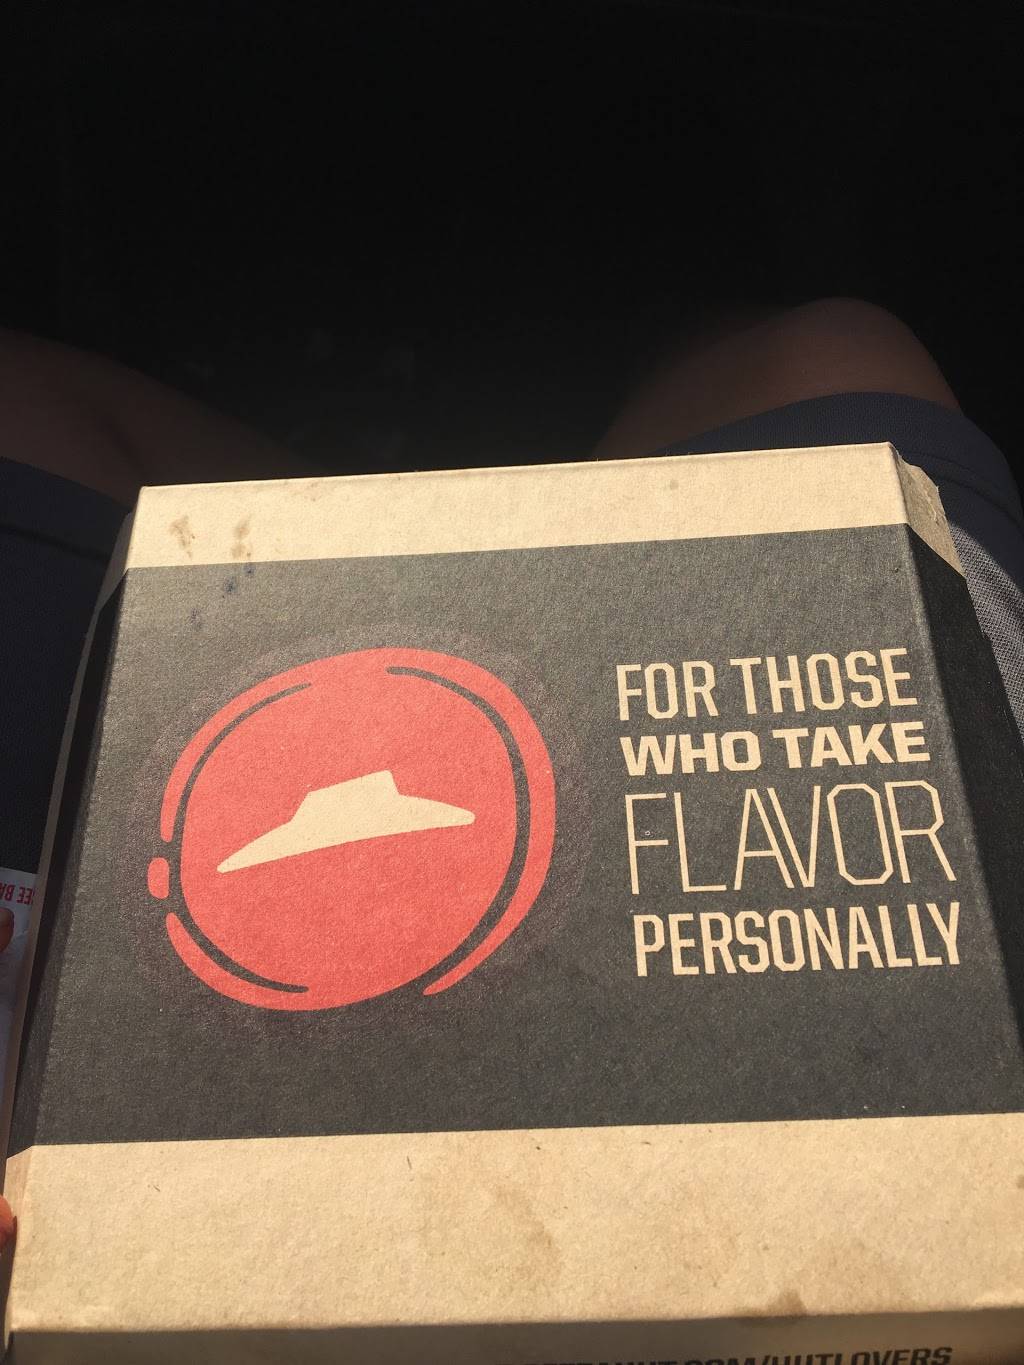 FOR THOSE
WHO TAKE
FLAVOR
PERSONALLY